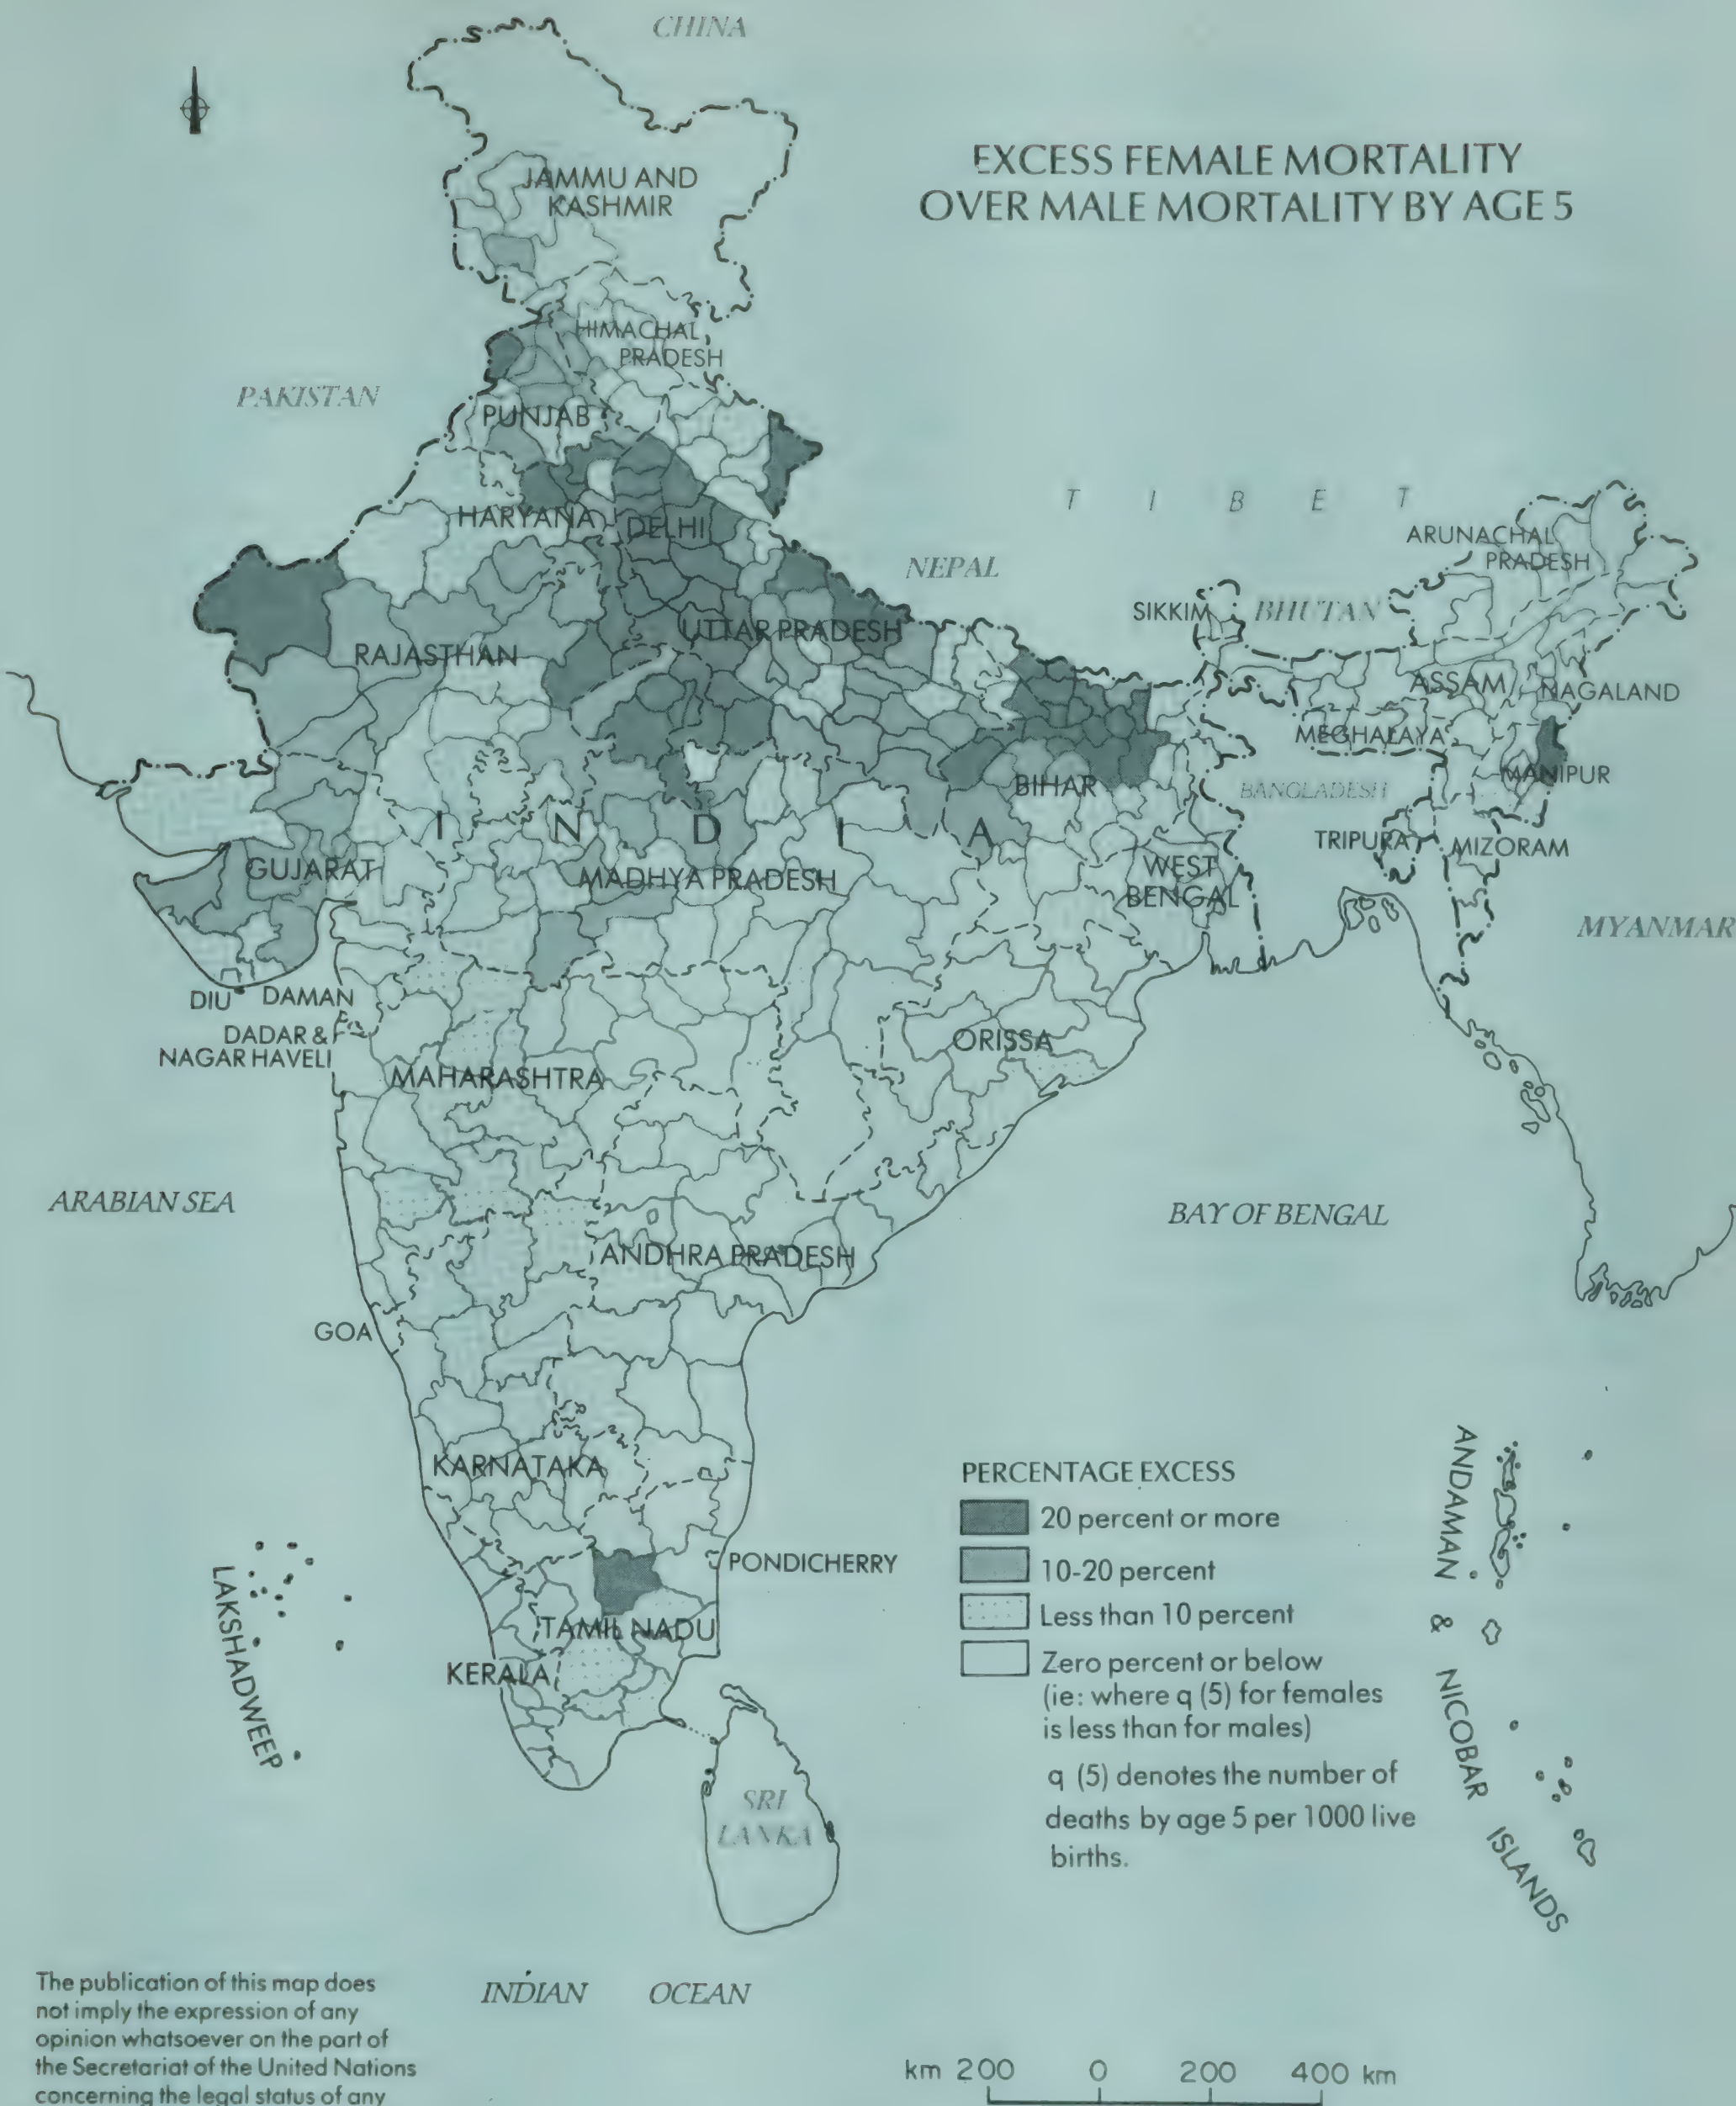 CHINA
EXCESS FEMALE MORTALITY
OVER MALE MORTALITY BY AGE 5
JAMMU AND
KASHMIR
HIMACHAL
PRADESH
PAKISTAN
PUNJAB
T I B E T
HARYANA
DELHI
ARUNACHAL
PRADESH
NEPAL
SIKKIM
BHUTAN
UTTAR PRADESH
RAJASTHAN
ASSAM
NAGALAND
MEGHALAYA
MANIPUR
BIHAR
BANGLADESH
I N D I A
TRIPURA
MIZORAM
GUJARAT
MADHYA PRADESH
WEST
BENGAL
MYANMAR
DIU
DAMAN
DADAR &
NAGAR HAVELI
ORISSA
MAHARASHTRA
ARABIAN SEA
BAY OF BENGAL
ANDHRA PRADESH
GOA
KARNATAKA
PERCENTAGE EXCESS
20 percent or more
10-20 percent
Less than 10 percent
Zero percent or below
(ie: where q (5) for females
is less than for males)
q (5) denotes the number of
deaths by age 5 per 1000 live
births.
ANDAMAN & NICOBAR ISLANDS
PONDICHERRY
LAKSHADWEEP
TAMIL NADU
KERALA
SRI
LANKA
The publication of this map does
not imply the expression of any
opinion whatsoever on the part of
the Secretariat of the United Nations
concerning the legal status of any
INDIAN OCEAN
km 200 0 200 400 km